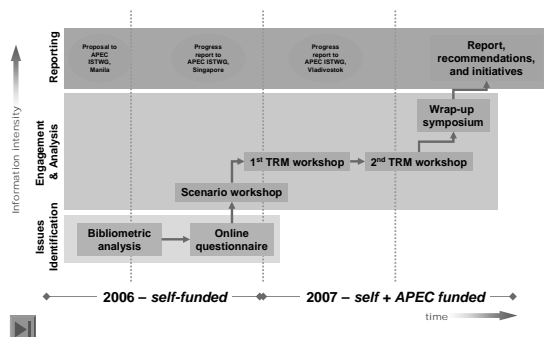 Information intensity
Reporting
Proposal to
APEC
ISTWG,
Manila
Progress
report to
APEC ISTWG,
Singapore
Progress
report to
APEC ISTWG,
Vladivostok
Report,
recommendations,
and initiatives
Engagement
& Analysis
Wrap-up
symposium
1st TRM workshop
2nd TRM workshop
Scenario workshop
Issues
Identification
Bibliometric
analysis
Online
questionnaire
2006 – self-funded
2007 – self + APEC funded
time